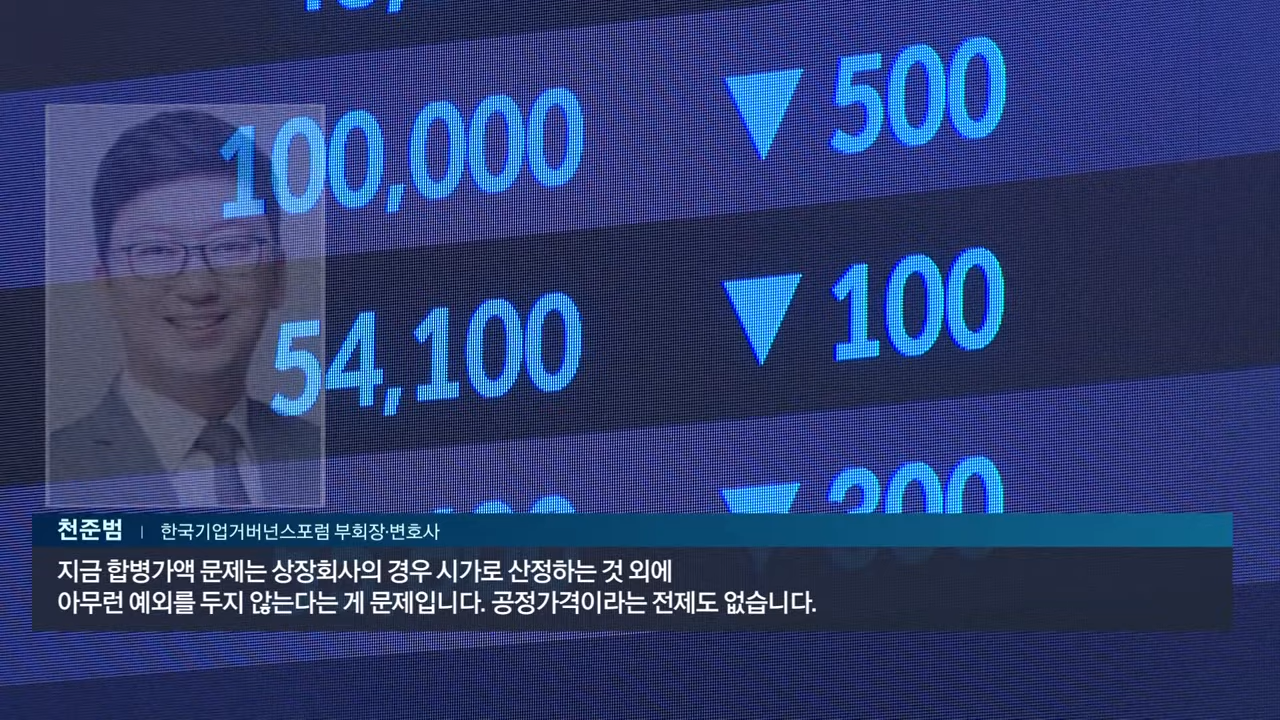 100,000 ▼ 500
54,100 ▼ 100
▼ 300
천준범 | 한국기업거버넌스포럼 부회장·변호사
지금 합병가액 문제는 상장회사의 경우 시가로 산정하는 것 외에
아무런 예외를 두지 않는다는 게 문제입니다. 공정가격이라는 전제도 없습니다.